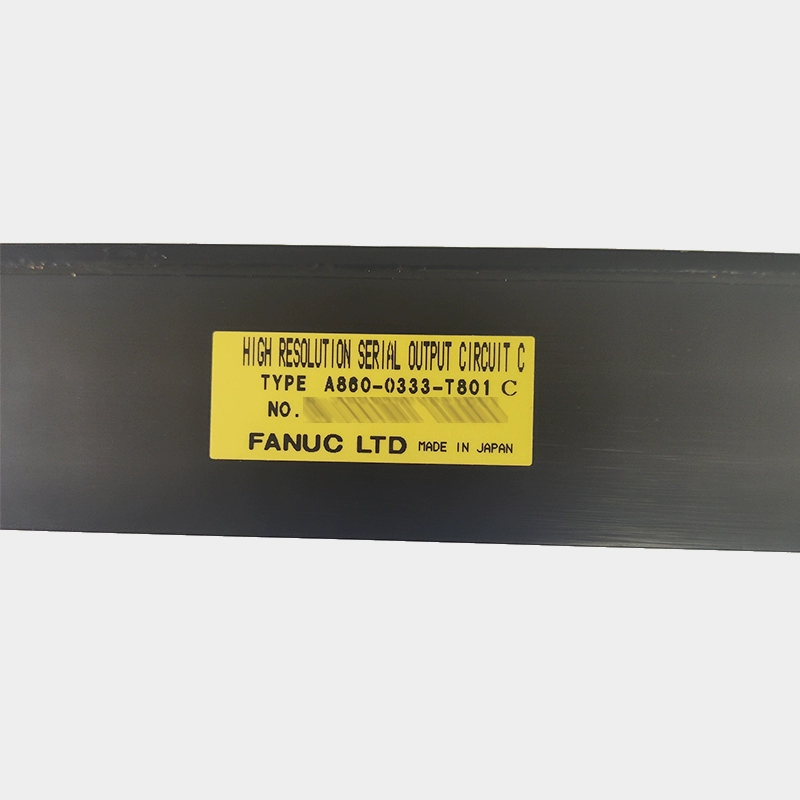 HIGH RESOLUTION SERIAL OUTPUT CIRCUIT C
TYPE A860-0333-T801 C
NO.
FANUC LTD MADE IN JAPAN